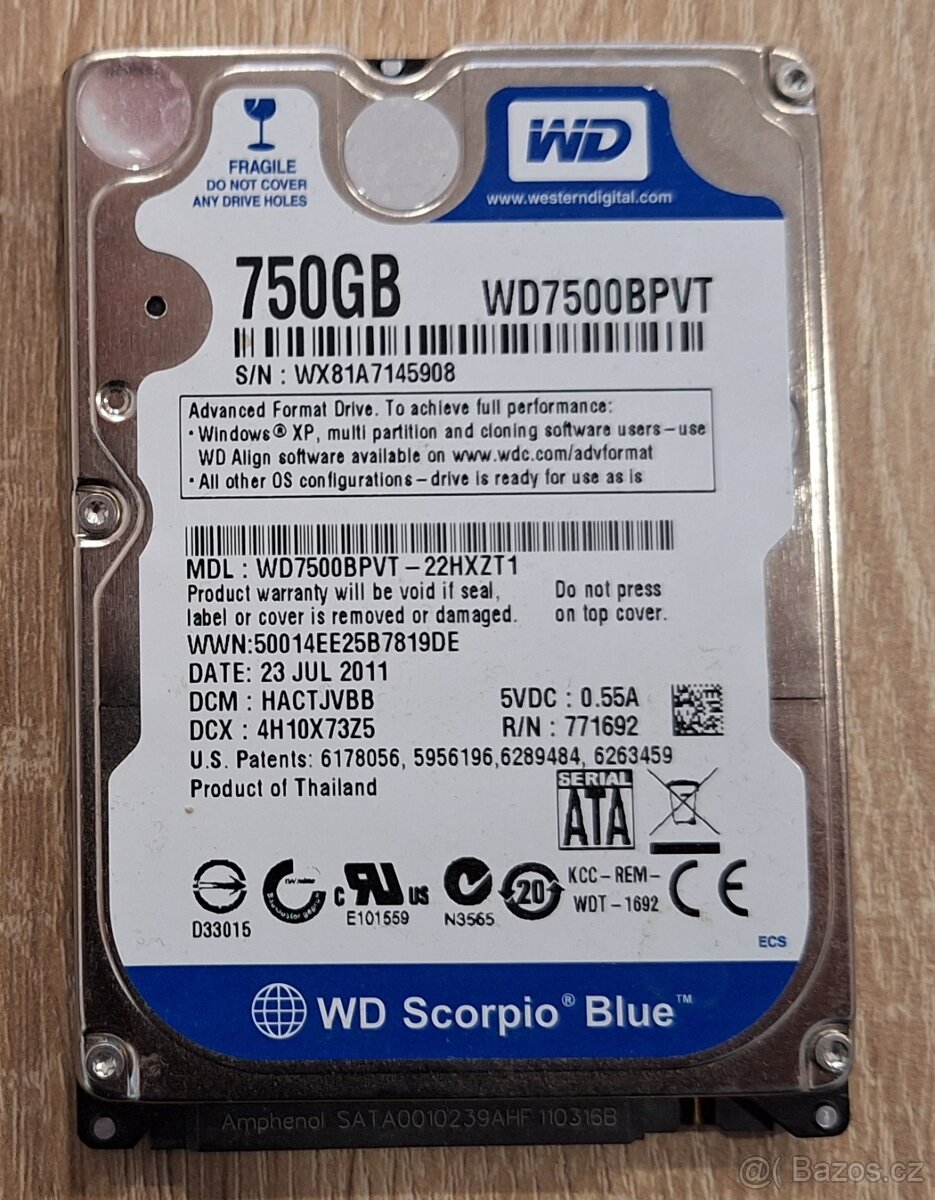 FRAGILE
DO NOT COVER
ANY DRIVE HOLES
WD
www.westerndigital.com
750GB
WD7500BPVT
S/N : WX81A7145908
Advanced Format Drive. To achieve full performance:
• Windows® XP, multi partition and cloning software users – use
WD Align software available on www.wdc.com/advformat
• All other OS configurations – drive is ready for use as is
MDL : WD7500BPVT – 22HXZT1
Product warranty will be void if seal,
label or cover is removed or damaged.
Do not press
on top cover.
WWN:50014EE25B7819DE
DATE: 23 JUL 2011
DCM : HACTJVBB
5VDC : 0.55A
DCX : 4H10X73Z5
R/N : 771692
U.S. Patents: 6178056, 5956196,6289484, 6263459
Product of Thailand
SERIAL
ATA
D33015
c RU US
E101559
N3565
20
KCC – REM –
WDT – 1692
CE
ECS
WD Scorpio® Blue™
Amphenol SATA0010239AHF 110316B
@( Bazos.cz